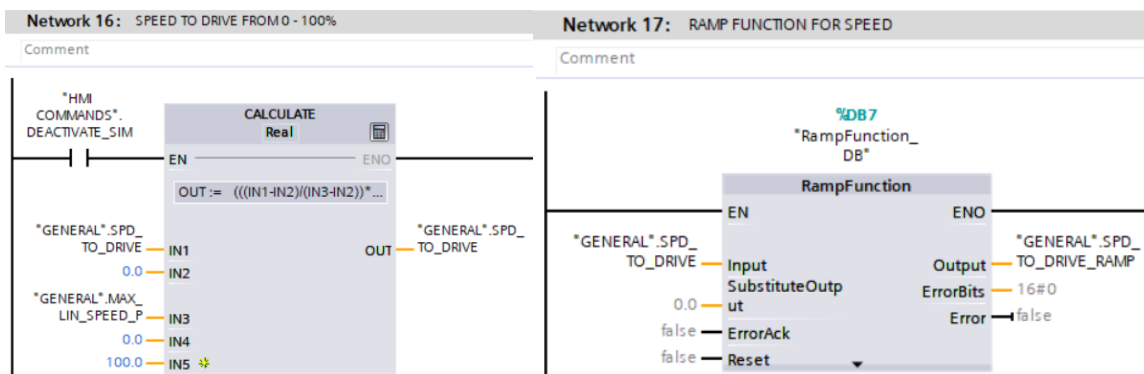 Network 16: SPEED TO DRIVE FROM 0 - 100%
Comment
"HMI
COMMANDS".
DEACTIVATE_SIM
CALCULATE
Real
EN
ENO
OUT := (((IN1-IN2)/(IN3-IN2))*...
"GENERAL".SPD_
TO_DRIVE
IN1
"GENERAL".SPD_
TO_DRIVE
OUT
0.0
IN2
"GENERAL".MAX_
LIN_SPEED_P
IN3
0.0
IN4
100.0
IN5
Network 17: RAMP FUNCTION FOR SPEED
Comment
%DB7
"RampFunction_
DB"
RampFunction
EN
ENO
"GENERAL".SPD_
TO_DRIVE
Input
"GENERAL".SPD_
TO_DRIVE_RAMP
Output
0.0
SubstituteOutp
ut
ErrorBits
16#0
false
ErrorAck
Error
false
false
Reset